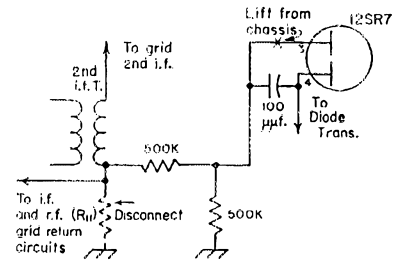 Lift from
chassis
12SR7
3
4
To grid
2nd i.f.
2nd
i.f.T.
100
µµf.
To
Diode
Trans.
500K
To i.f.
and r.f. (R11)
grid return
circuits
Disconnect
500K